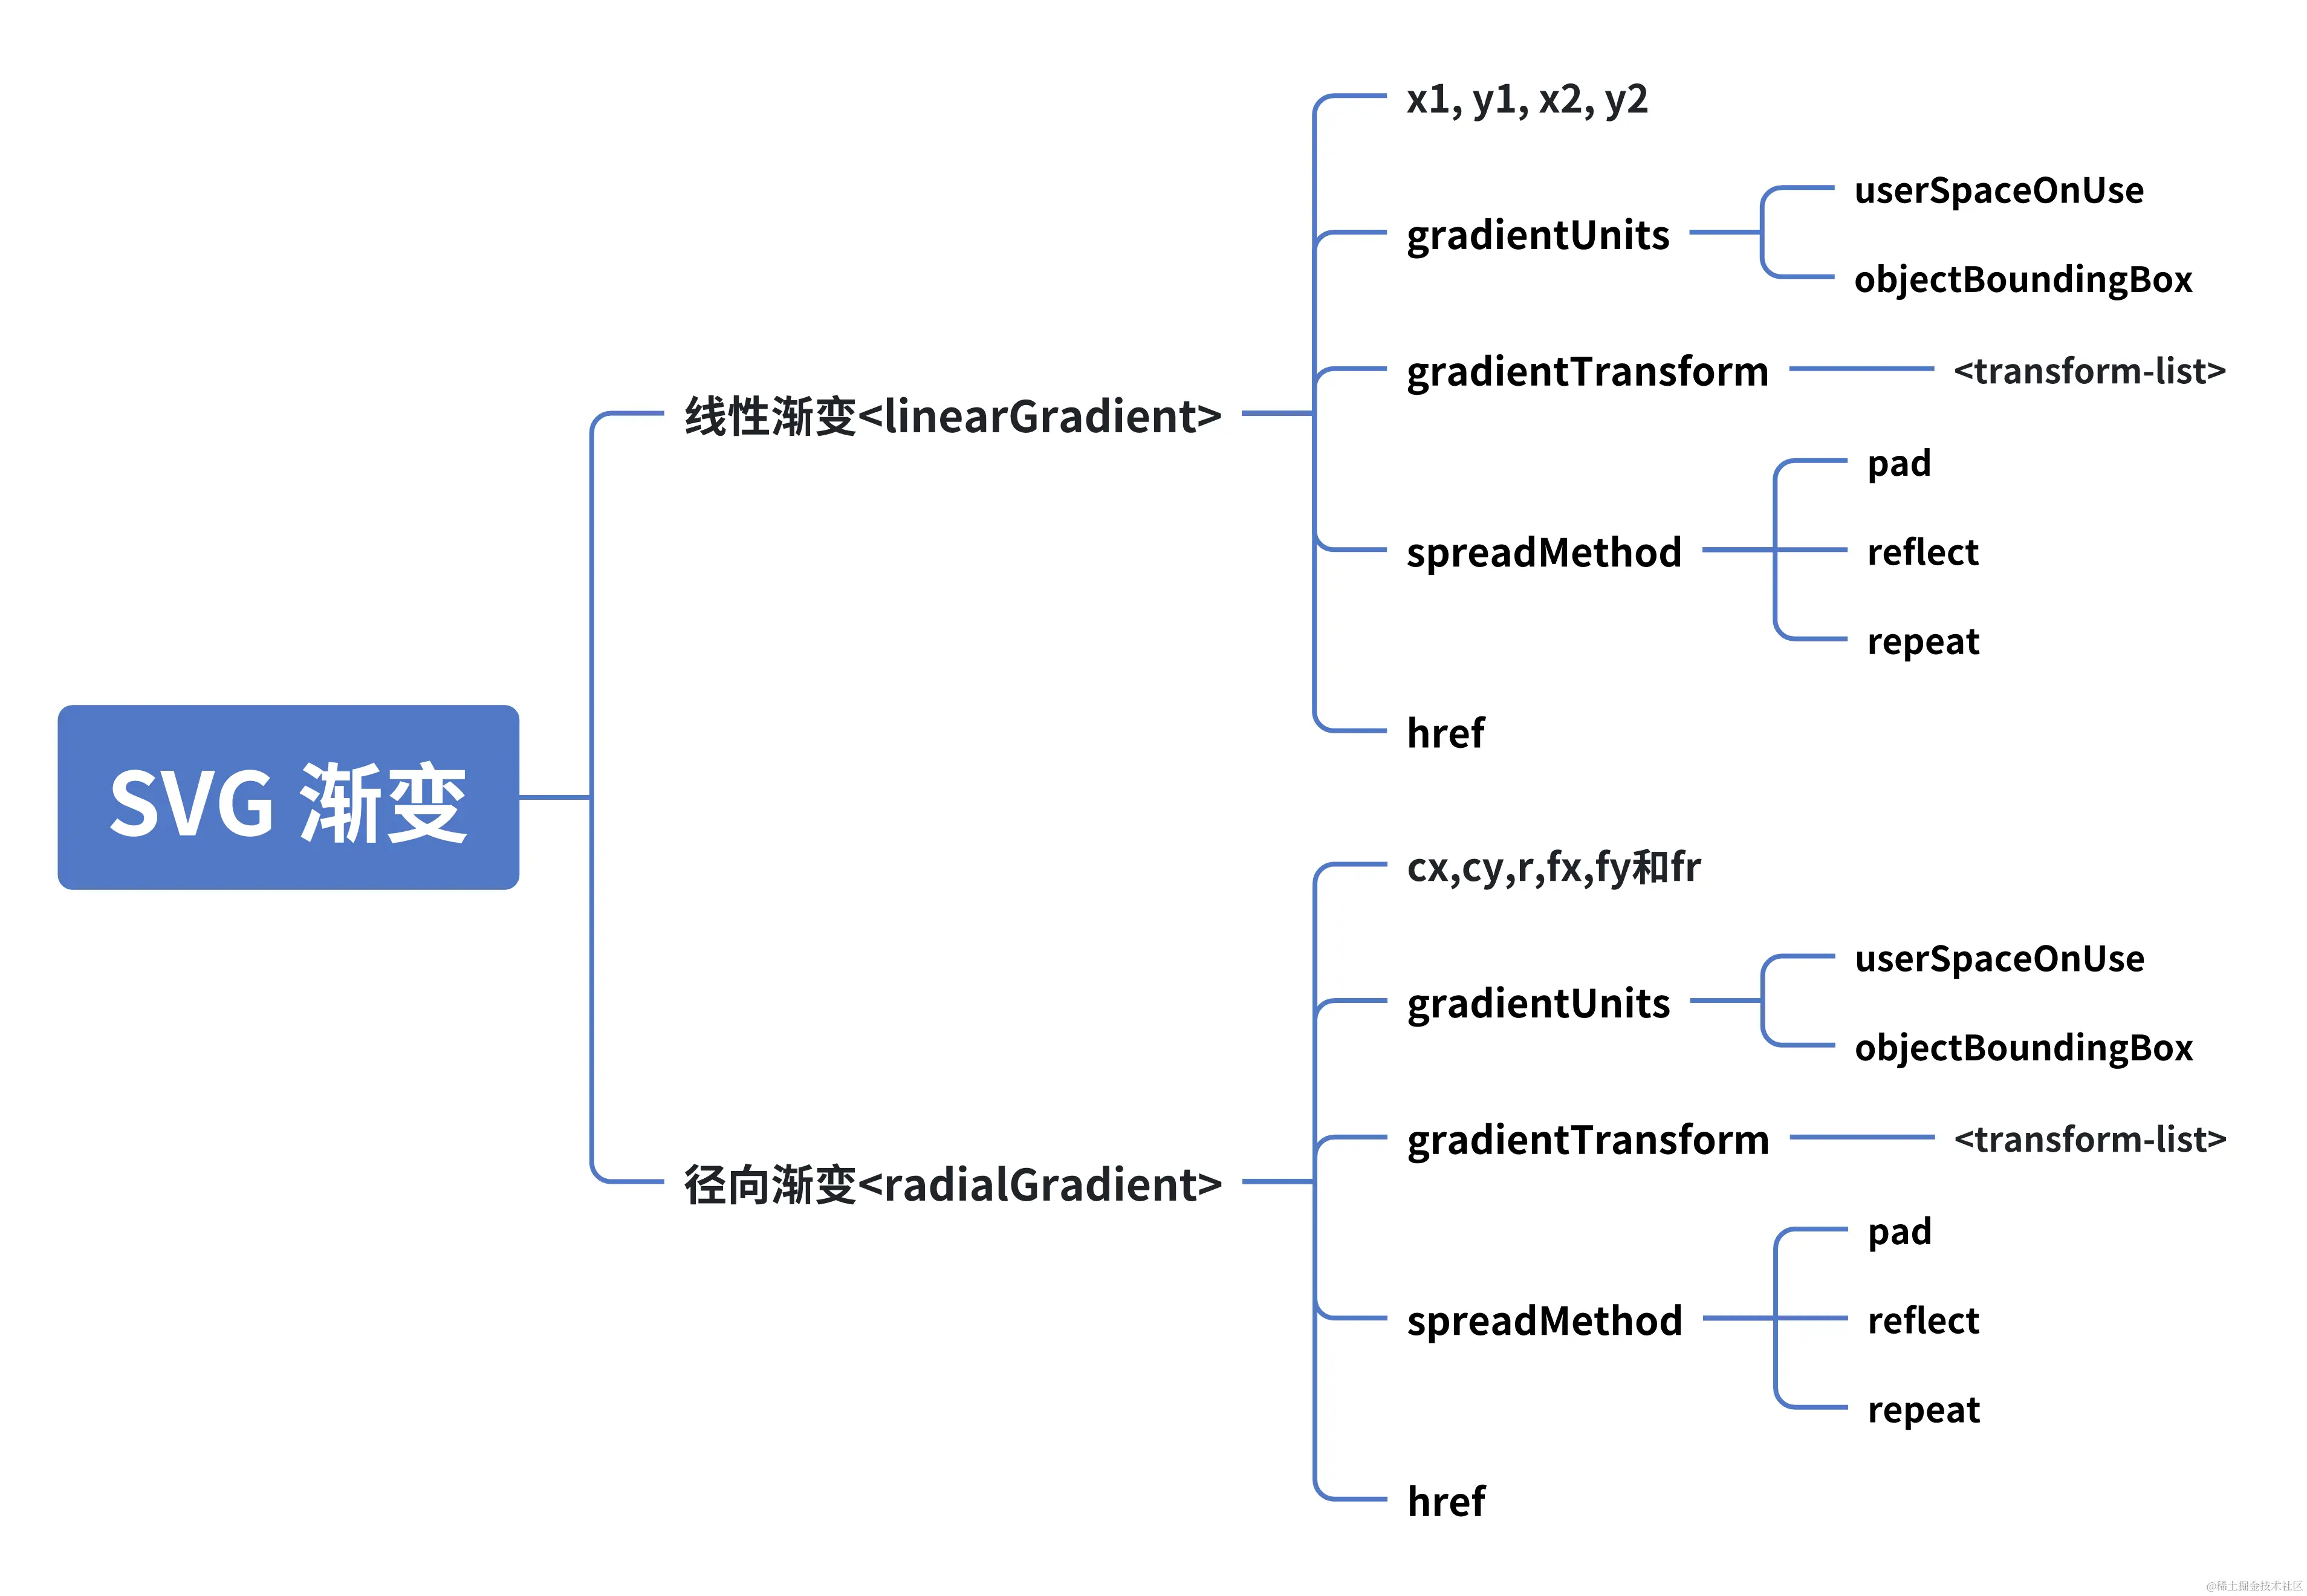 SVG 渐变
线性渐变<linearGradient>
x1, y1, x2, y2
gradientUnits
userSpaceOnUse
objectBoundingBox
gradientTransform
<transform-list>
spreadMethod
pad
reflect
repeat
href
径向渐变<radialGradient>
cx,cy,r,fx,fy和fr
gradientUnits
userSpaceOnUse
objectBoundingBox
gradientTransform
<transform-list>
spreadMethod
pad
reflect
repeat
href
@稀土掘金技术社区